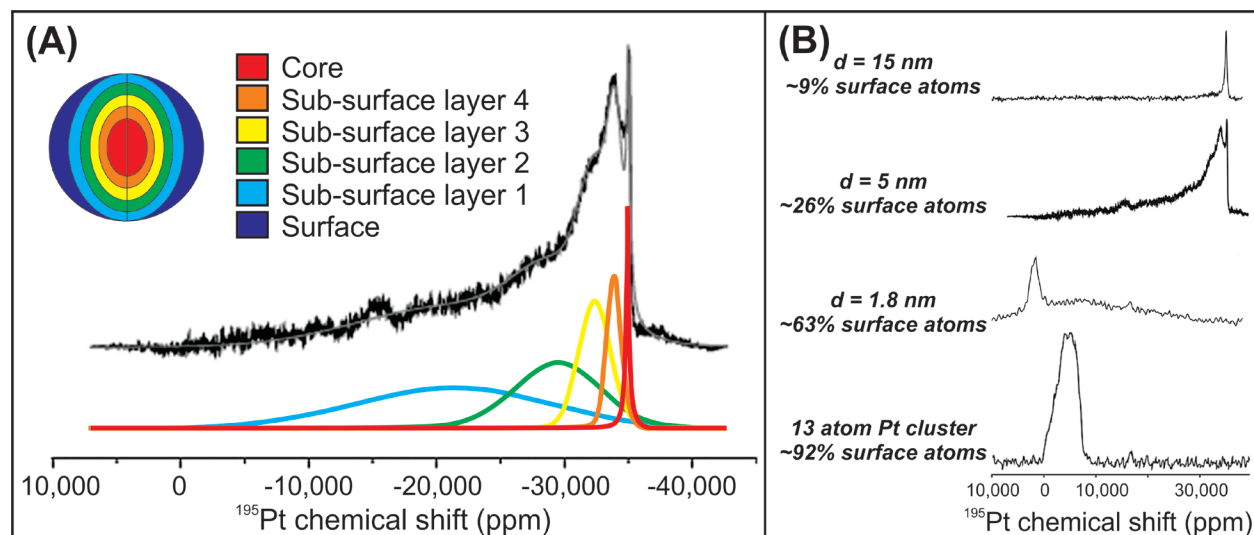 (A)
Core
Sub-surface layer 4
Sub-surface layer 3
Sub-surface layer 2
Sub-surface layer 1
Surface
10,000 0 -10,000 -20,000 -30,000 -40,000
195Pt chemical shift (ppm)
(B)
d = 15 nm
~9% surface atoms
d = 5 nm
~26% surface atoms
d = 1.8 nm
~63% surface atoms
13 atom Pt cluster
~92% surface atoms
10,000 0 10,000 30,000
195Pt chemical shift (ppm)